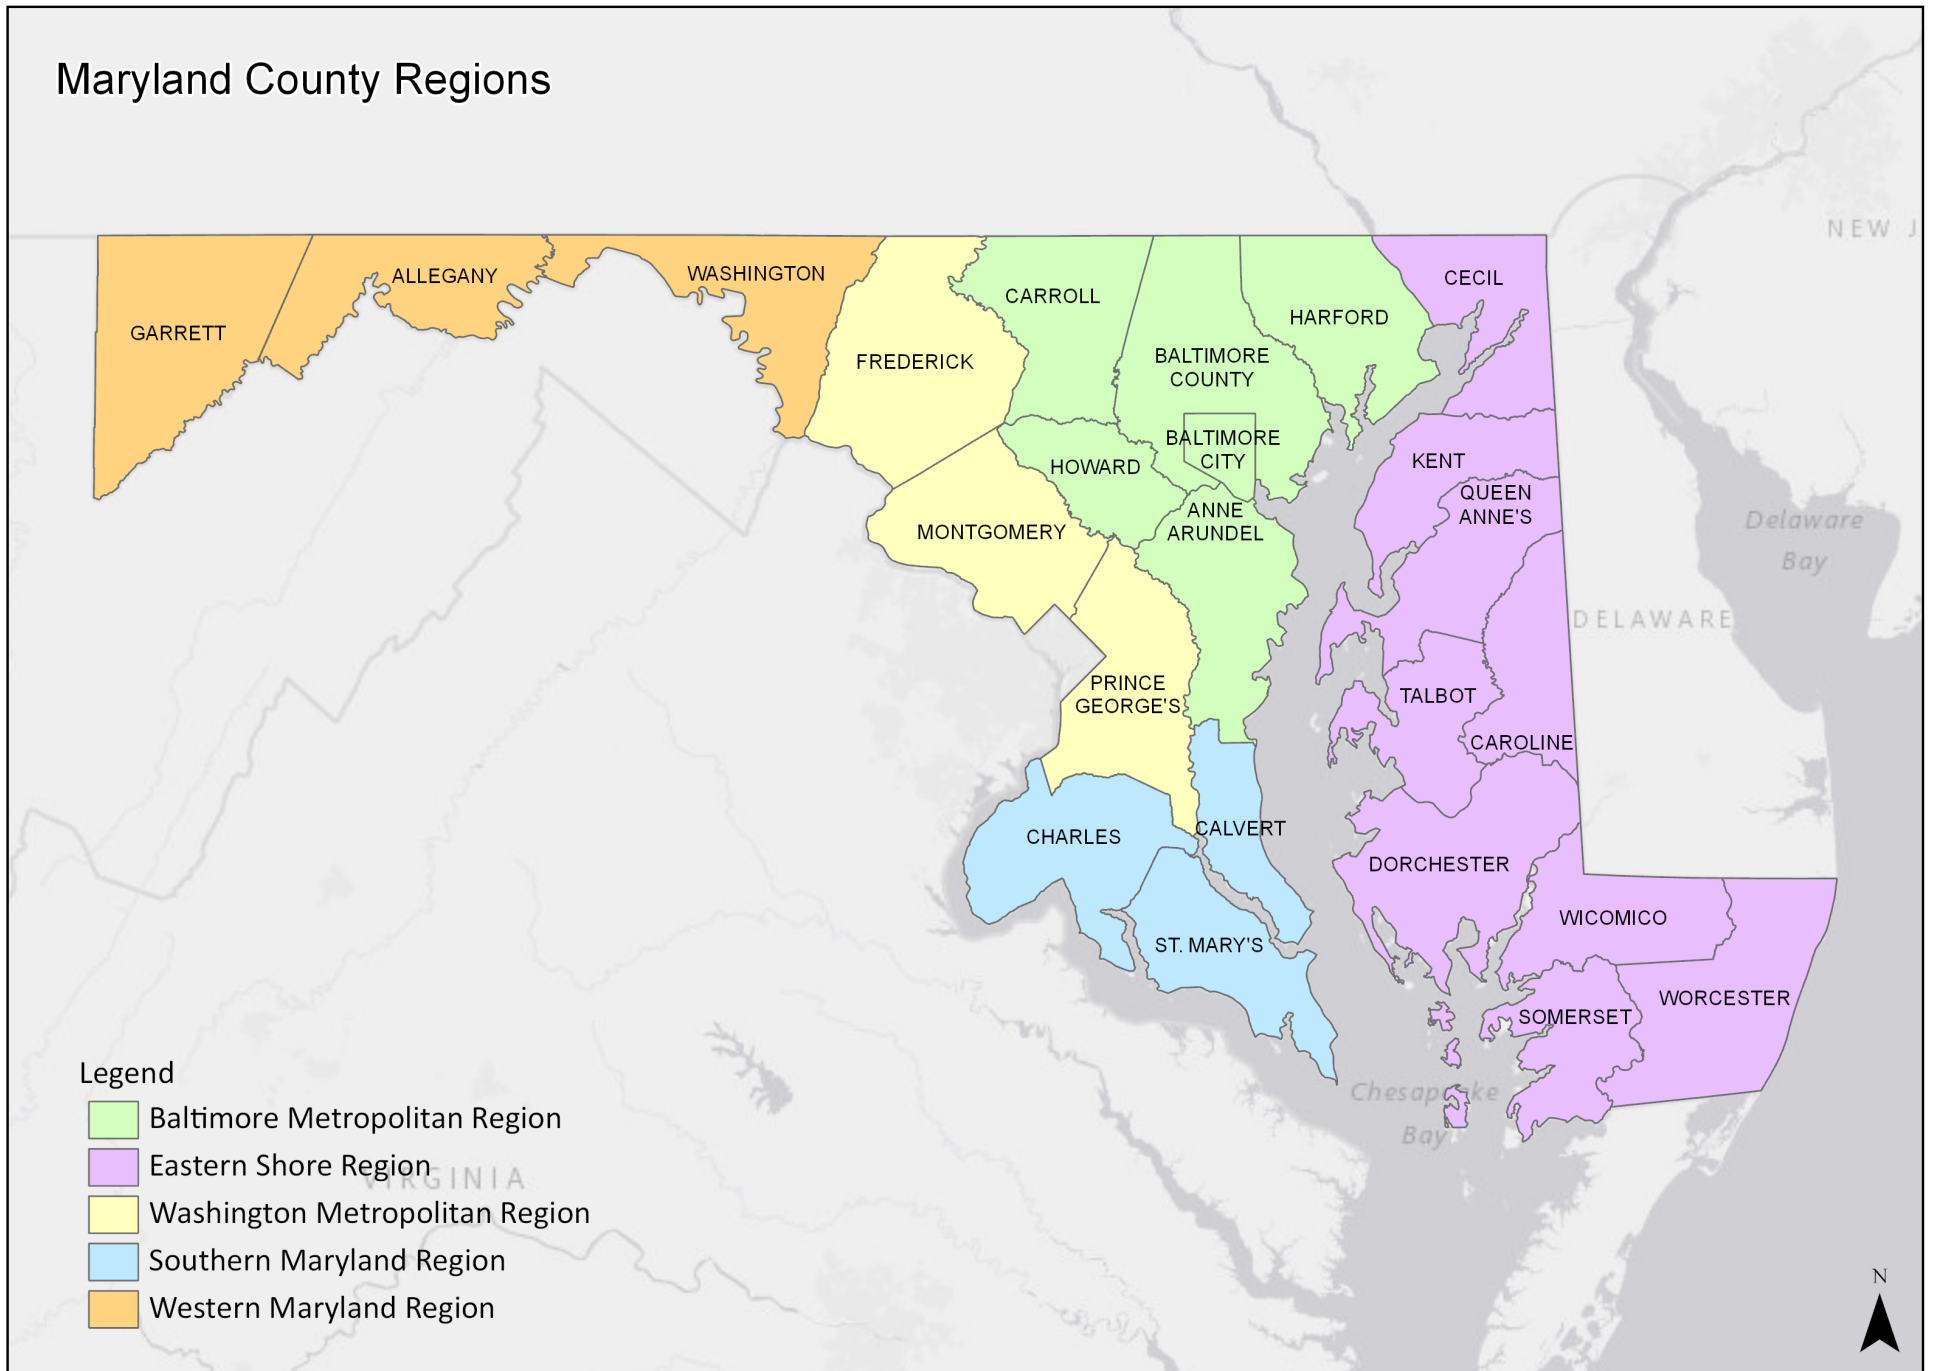 Maryland County Regions
NEW J
GARRETT
ALLEGANY
WASHINGTON
FREDERICK
CARROLL
BALTIMORE
COUNTY
HARFORD
CECIL
BALTIMORE
CITY
HOWARD
KENT
QUEEN
ANNE'S
MONTGOMERY
ANNE
ARUNDEL
Delaware
Bay
DELAWARE
PRINCE
GEORGE'S
TALBOT
CAROLINE
CHARLES
CALVERT
DORCHESTER
WICOMICO
ST. MARY'S
SOMERSET
WORCESTER
Chesapeake
Bay
VIRGINIA
Legend
Baltimore Metropolitan Region
Eastern Shore Region
Washington Metropolitan Region
Southern Maryland Region
Western Maryland Region
N